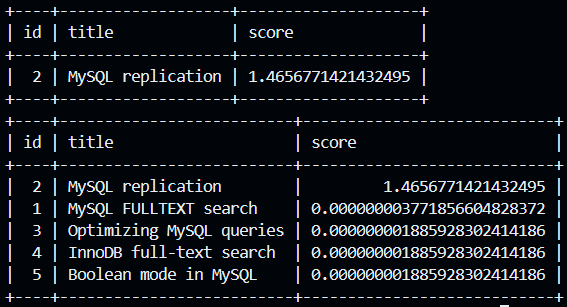 +----+-------------------+--------------------+
| id | title             | score              |
+----+-------------------+--------------------+
|  2 | MySQL replication | 1.4656771421432495 |
+----+-------------------+--------------------+
+----+--------------------------+----------------------------+
| id | title                    | score                      |
+----+--------------------------+----------------------------+
|  2 | MySQL replication        |         1.4656771421432495 |
|  1 | MySQL FULLTEXT search    | 0.000000003771856604828372 |
|  3 | Optimizing MySQL queries | 0.000000001885928302414186 |
|  4 | InnoDB full-text search  | 0.000000001885928302414186 |
|  5 | Boolean mode in MySQL    | 0.000000001885928302414186 |
+----+--------------------------+----------------------------+